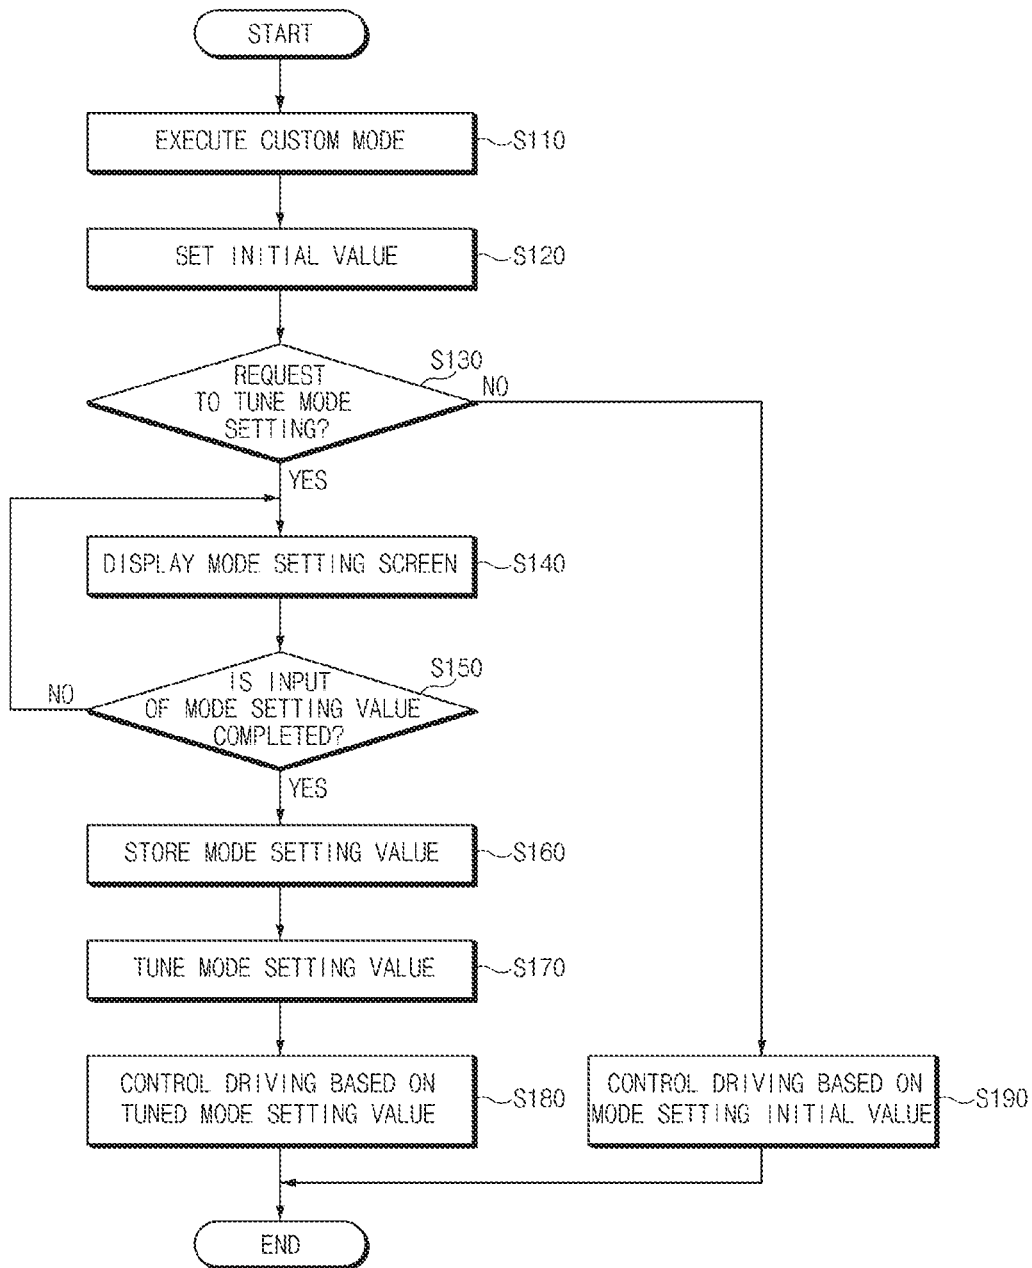 START
EXECUTE CUSTOM MODE
S110
SET INITIAL VALUE
S120
S130
REQUEST
TO TUNE MODE
SETTING?
NO
YES
DISPLAY MODE SETTING SCREEN
S140
S150
IS INPUT
OF MODE SETTING VALUE
COMPLETED?
NO
YES
STORE MODE SETTING VALUE
S160
TUNE MODE SETTING VALUE
S170
CONTROL DRIVING BASED ON
TUNED MODE SETTING VALUE
S180
CONTROL DRIVING BASED ON
MODE SETTING INITIAL VALUE
S190
END